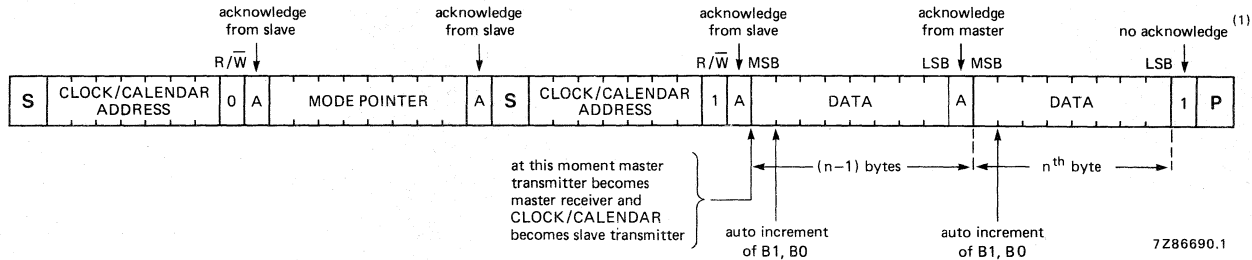 acknowledge
from slave
acknowledge
from slave
acknowledge
from slave
acknowledge
from master
no acknowledge (1)
R/W̅
R/W̅ MSB
LSB MSB
LSB
S CLOCK/CALENDAR ADDRESS 0 A MODE POINTER A S CLOCK/CALENDAR ADDRESS 1 A DATA A DATA 1 P
at this moment master
transmitter becomes
master receiver and
CLOCK/CALENDAR
becomes slave transmitter
(n-1) bytes
nth byte
auto increment
of B1, B0
auto increment
of B1, B0
7Z86690.1